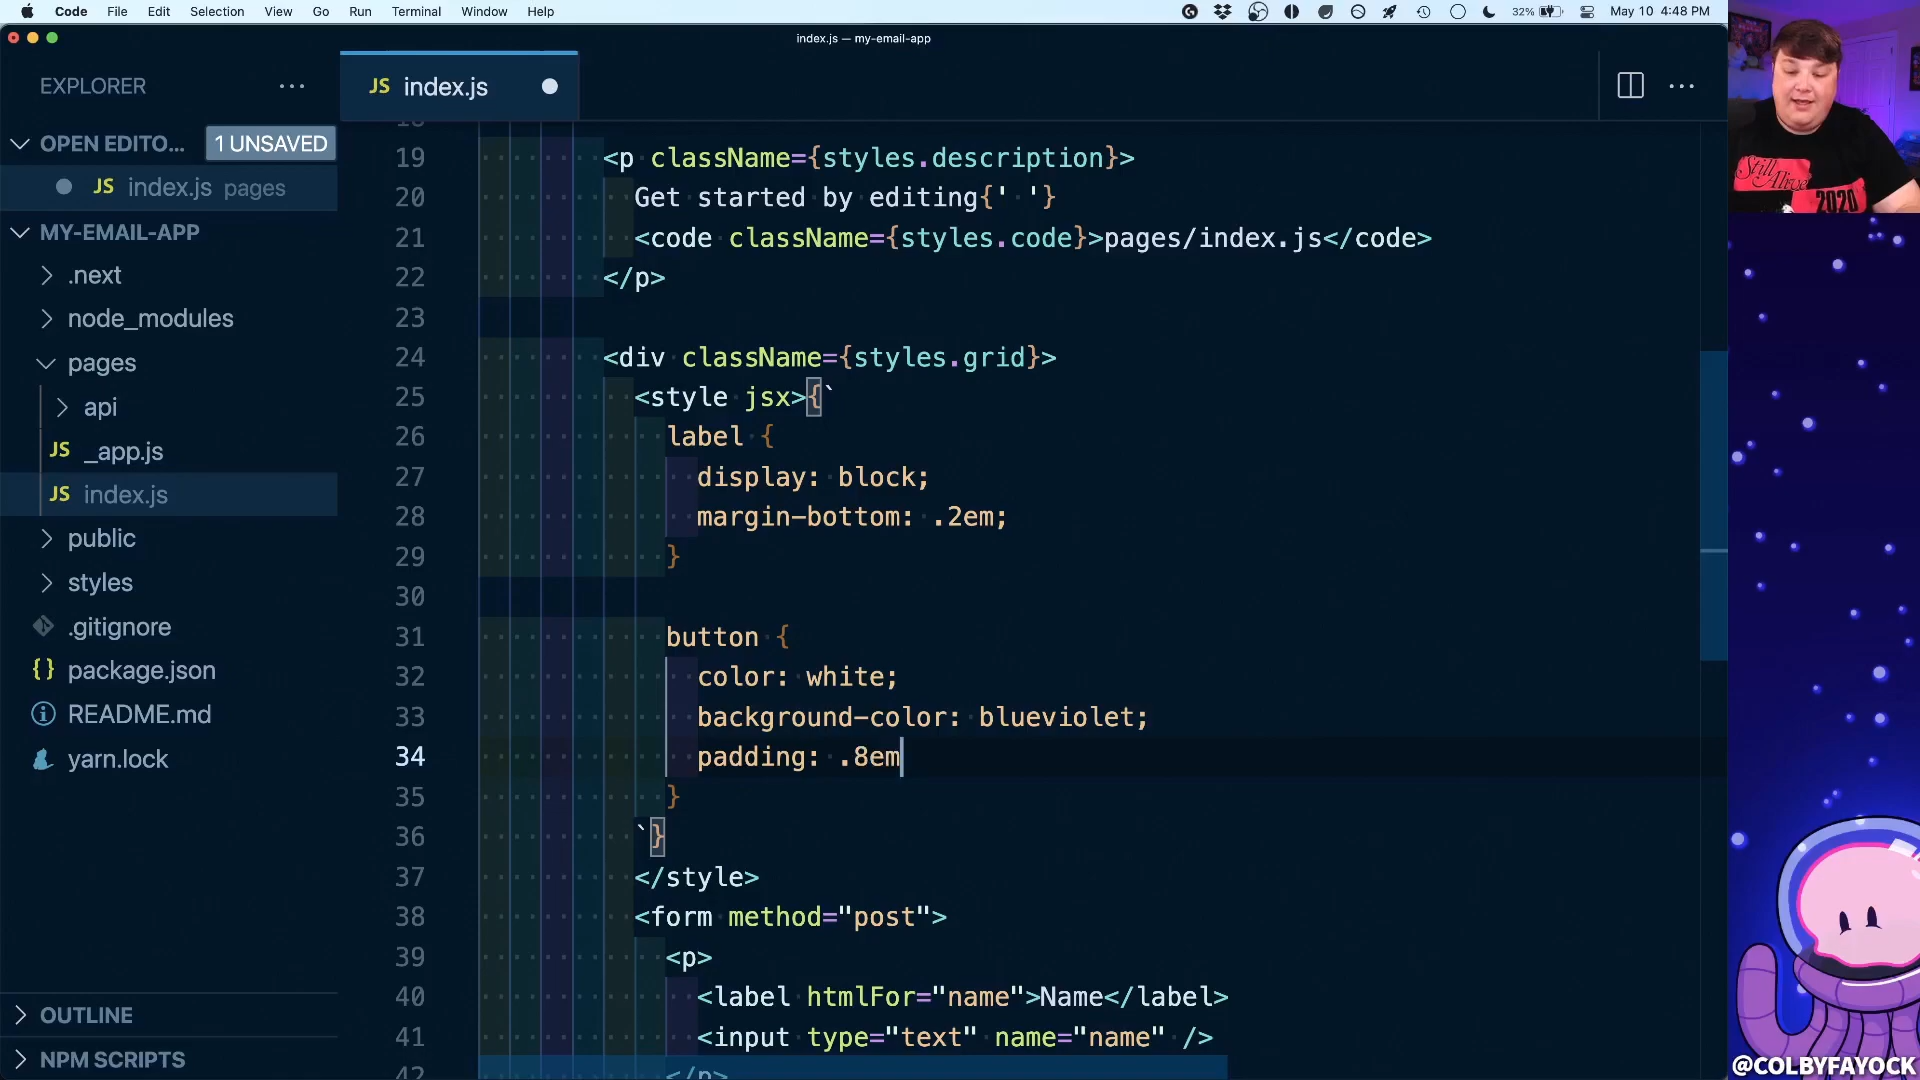 Code File Edit Selection View Go Run Terminal Window Help 32% May 10 4:48 PM
index.js — my-email-app
EXPLORER
JS index.js
OPEN EDITO... 1 UNSAVED
JS index.js pages
MY-EMAIL-APP
.next
node_modules
pages
api
JS _app.js
JS index.js
public
styles
.gitignore
{} package.json
README.md
yarn.lock
OUTLINE
NPM SCRIPTS
19 <p className={styles.description}>
20 Get started by editing{' '}
21 <code className={styles.code}>pages/index.js</code>
22 </p>
23
24 <div className={styles.grid}>
25 <style jsx>{`
26 label {
27 display: block;
28 margin-bottom: .2em;
29 }
30
31 button {
32 color: white;
33 background-color: blueviolet;
34 padding: .8em
35 }
36 `}
37 </style>
38 <form method="post">
39 <p>
40 <label htmlFor="name">Name</label>
41 <input type="text" name="name" />
42 </p>
Still
Alive
2020
@COLBYFAYOCK